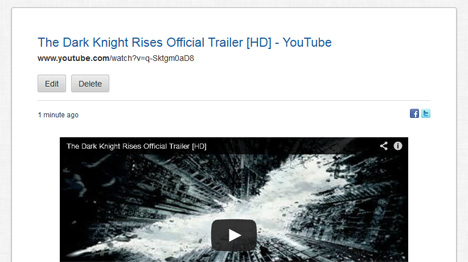 The Dark Knight Rises Official Trailer [HD] - YouTube
www.youtube.com/watch?v=q-Sktgm0aD8
Edit Delete
1 minute ago
The Dark Knight Rises Official Trailer [HD]